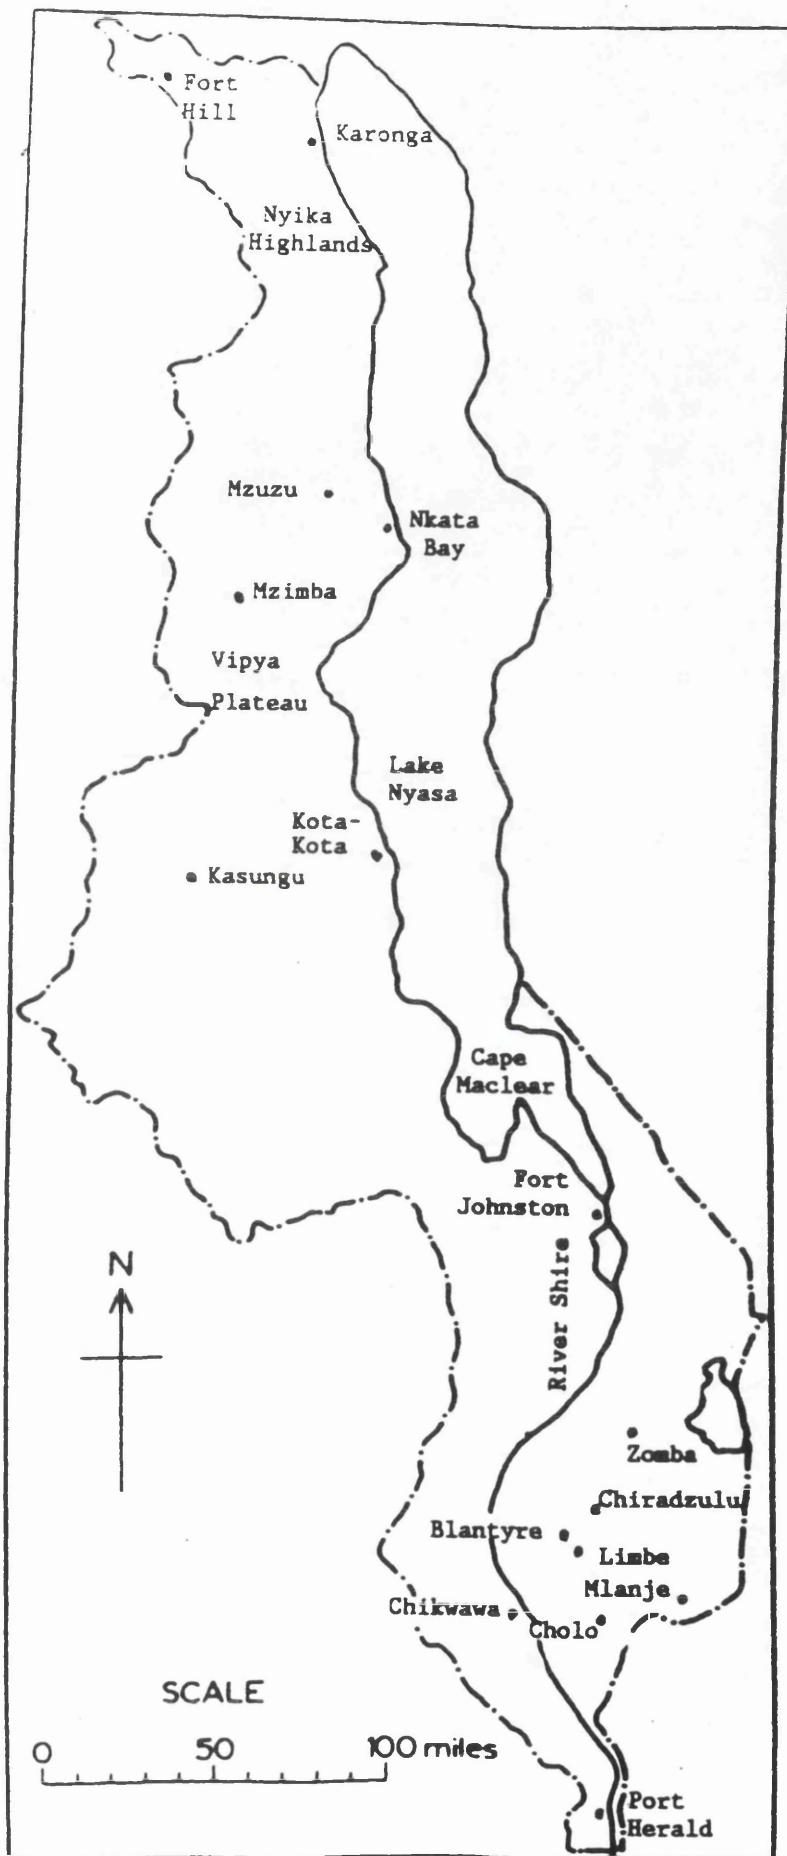 Fort
Hill
Karonga
Nyika
Highlands
Mzuzu
Nkata
Bay
Mzimba
Vipya
Plateau
Lake
Nyasa
Kota-
Kota
Kasungu
Cape
Maclear
Fort
Johnston
N
River Shire
Zomba
Chiradzulu
Blantyre
Limbe
Mlanje
Chikwawa
Cholo
SCALE
0 50 100 miles
Port
Herald